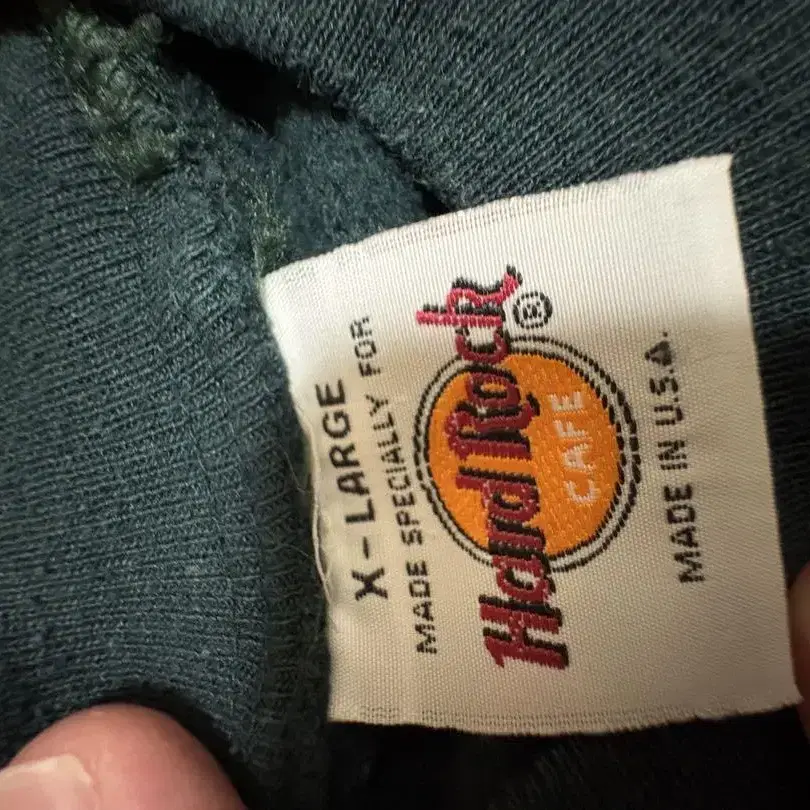 X-LARGE
MADE SPECIALLY FOR
Hard Rock ®
CAFE
MADE IN U.S.A.